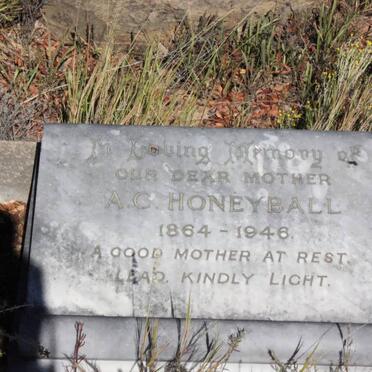 In Loving Memory of
OUR DEAR MOTHER
A.C. HONEYBALL
1864 - 1946.
A GOOD MOTHER AT REST.
LEAD, KINDLY LIGHT.